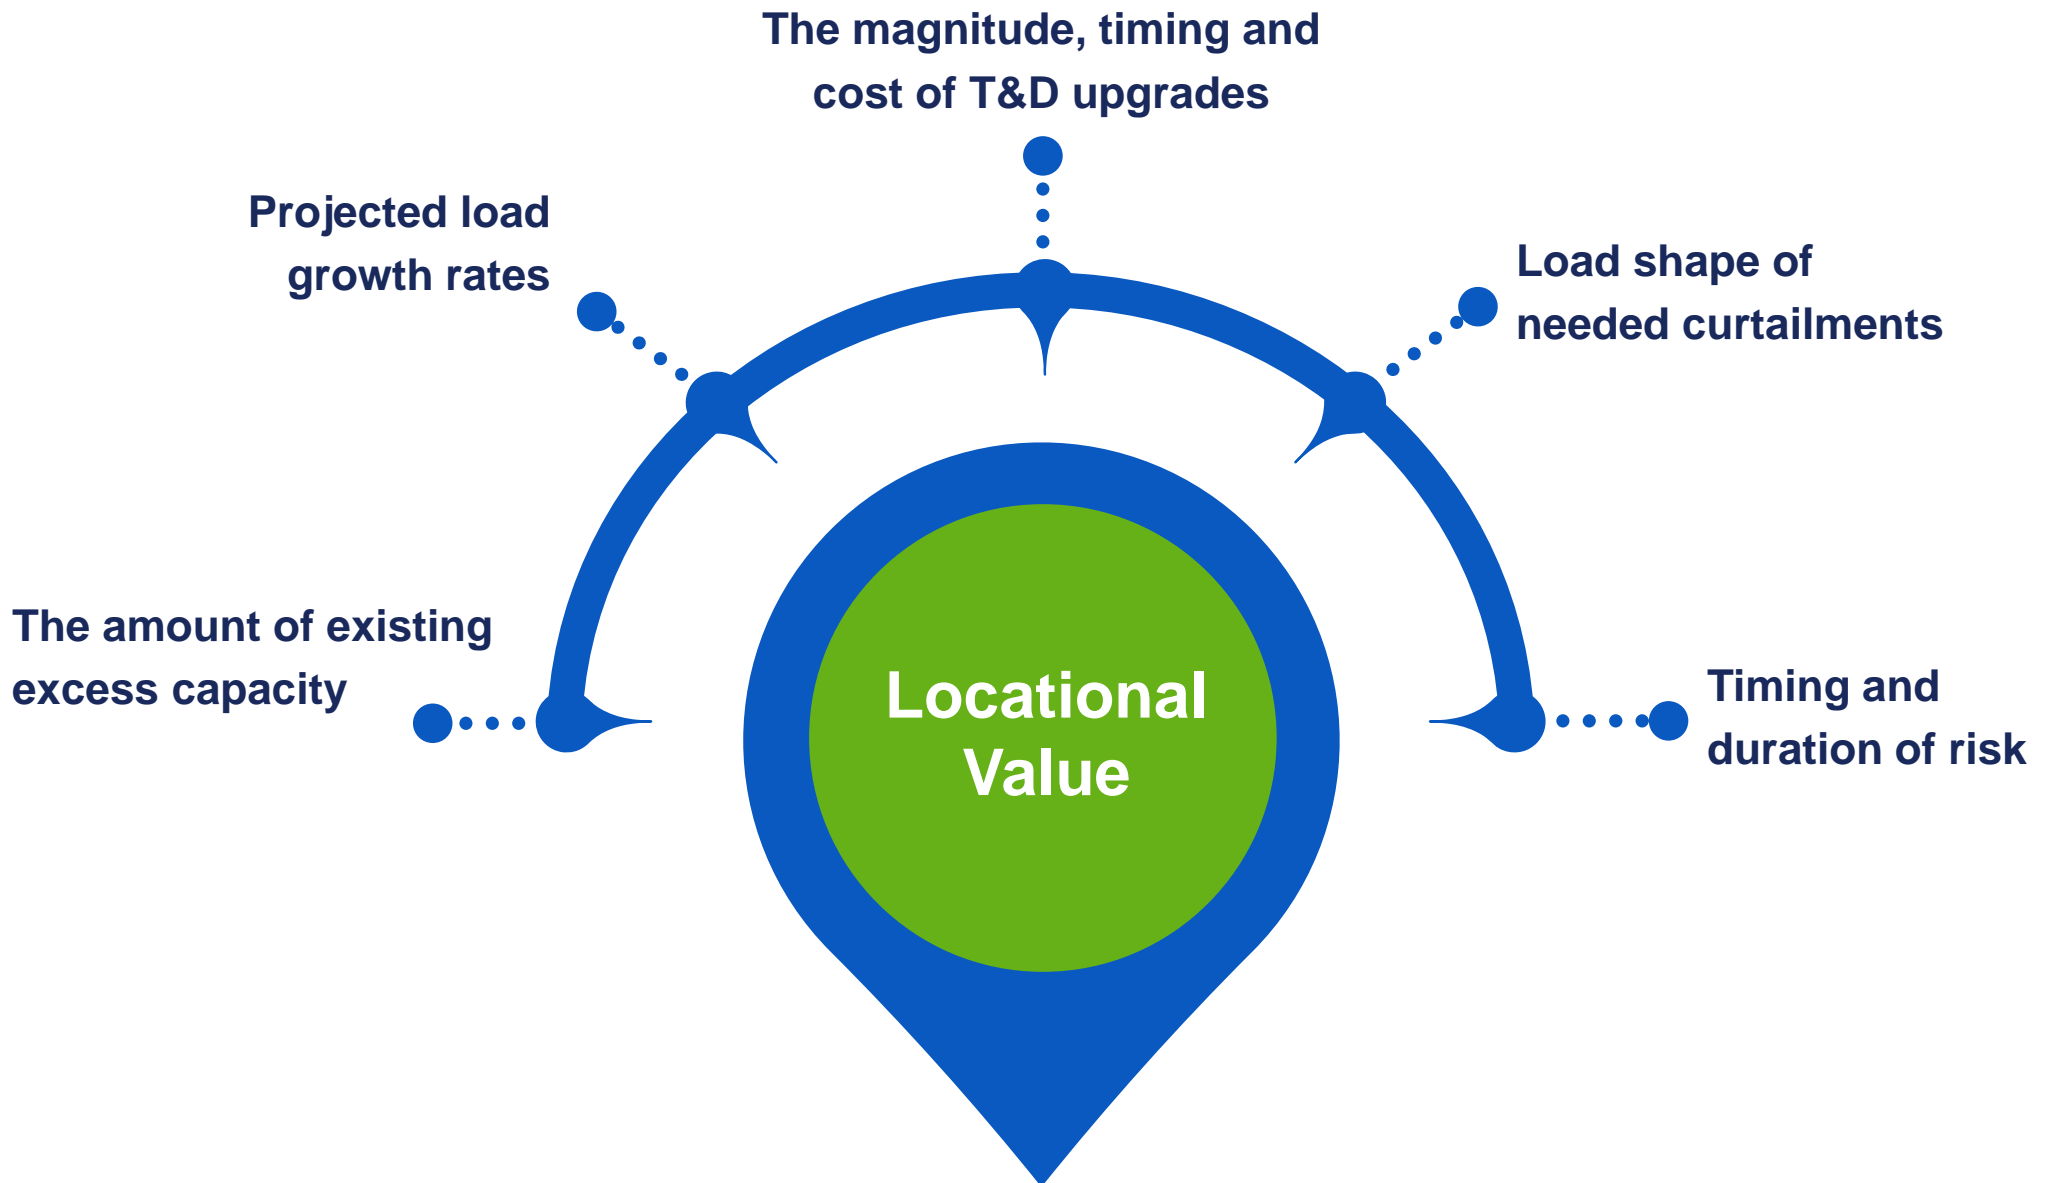 The magnitude, timing and
cost of T&D upgrades
Projected load
growth rates
Load shape of
needed curtailments
The amount of existing
excess capacity
Timing and
duration of risk
Locational
Value